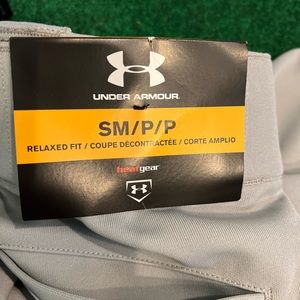 UNDER ARMOUR.
SM/P/P
RELAXED FIT / COUPE DÉCONTRACTÉE / CORTE AMPLIO
heatgear